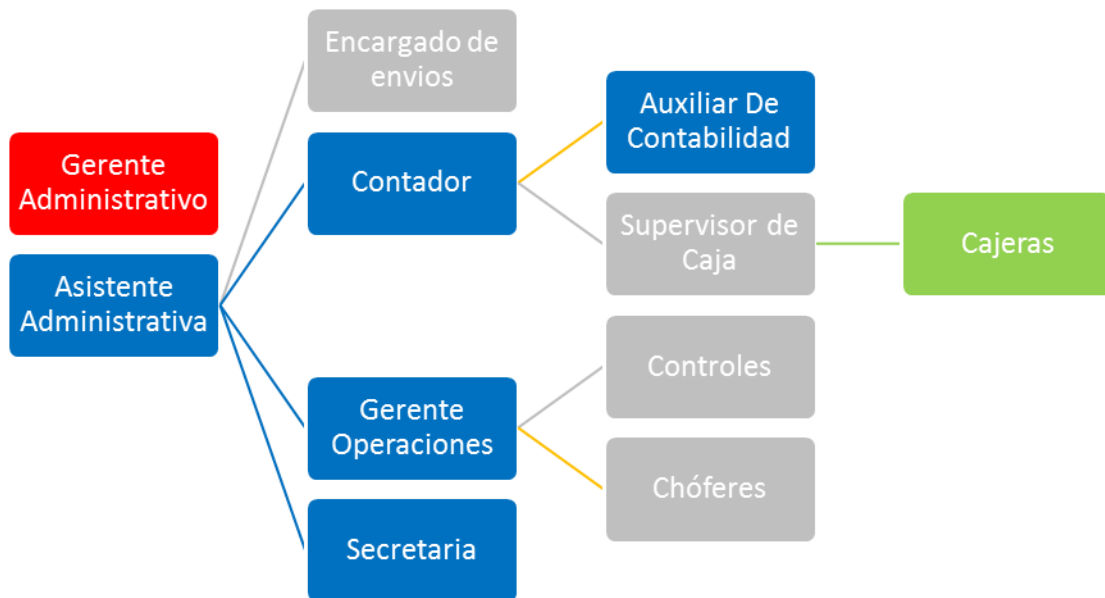 Encargado de
envios
Gerente
Administrativo
Asistente
Administrativa
Contador
Auxiliar De
Contabilidad
Supervisor de
Caja
Cajeras
Gerente
Operaciones
Controles
Chóferes
Secretaria